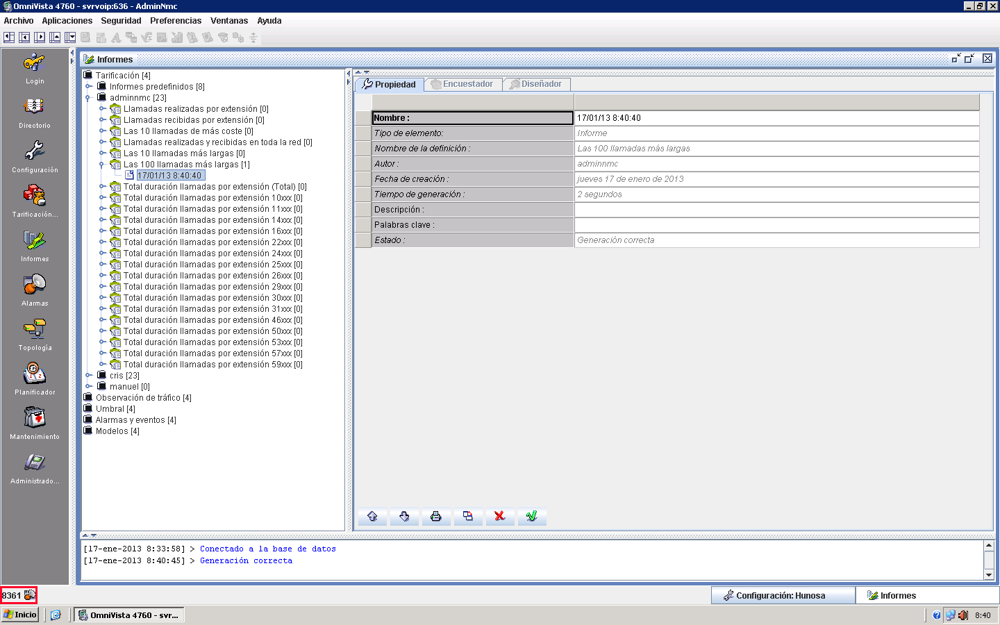 OmniVista 4760 - svrvoip:636 - AdminNmc
Archivo Aplicaciones Seguridad Preferencias Ventanas Ayuda
Login
Directorio
Configuración
Tarificación...
Informes
Alarmas
Topología
Planificador
Mantenimiento
Administrado...
Informes
Tarificación [4]
Informes predefinidos [8]
adminnmc [23]
Llamadas realizadas por extensión [0]
Llamadas recibidas por extensión [0]
Las 10 llamadas de más coste [0]
Llamadas realizadas y recibidas en toda la red [0]
Las 10 llamadas más largas [0]
Las 100 llamadas más largas [1]
17/01/13 8:40:40
Total duración llamadas por extensión (Total) [0]
Total duración llamadas por extensión 10xxx [0]
Total duración llamadas por extensión 11xxx [0]
Total duración llamadas por extensión 14xxx [0]
Total duración llamadas por extensión 16xxx [0]
Total duración llamadas por extensión 22xxx [0]
Total duración llamadas por extensión 24xxx [0]
Total duración llamadas por extensión 25xxx [0]
Total duración llamadas por extensión 26xxx [0]
Total duración llamadas por extensión 29xxx [0]
Total duración llamadas por extensión 30xxx [0]
Total duración llamadas por extensión 31xxx [0]
Total duración llamadas por extensión 46xxx [0]
Total duración llamadas por extensión 50xxx [0]
Total duración llamadas por extensión 53xxx [0]
Total duración llamadas por extensión 57xxx [0]
Total duración llamadas por extensión 59xxx [0]
cris [23]
manuel [0]
Observación de tráfico [4]
Umbral [4]
Alarmas y eventos [4]
Modelos [4]
Propiedad Encuestador Diseñador
Nombre : 17/01/13 8:40:40
Tipo de elemento: Informe
Nombre de la definición : Las 100 llamadas más largas
Autor : adminnmc
Fecha de creación : jueves 17 de enero de 2013
Tiempo de generación : 2 segundos
Descripción :
Palabras clave :
Estado : Generación correcta
[17-ene-2013 8:33:58] > Conectado a la base de datos
[17-ene-2013 8:40:45] > Generación correcta
8361
Configuración: Hunosa
Informes
Inicio
OmniVista 4760 - svr...
8:40